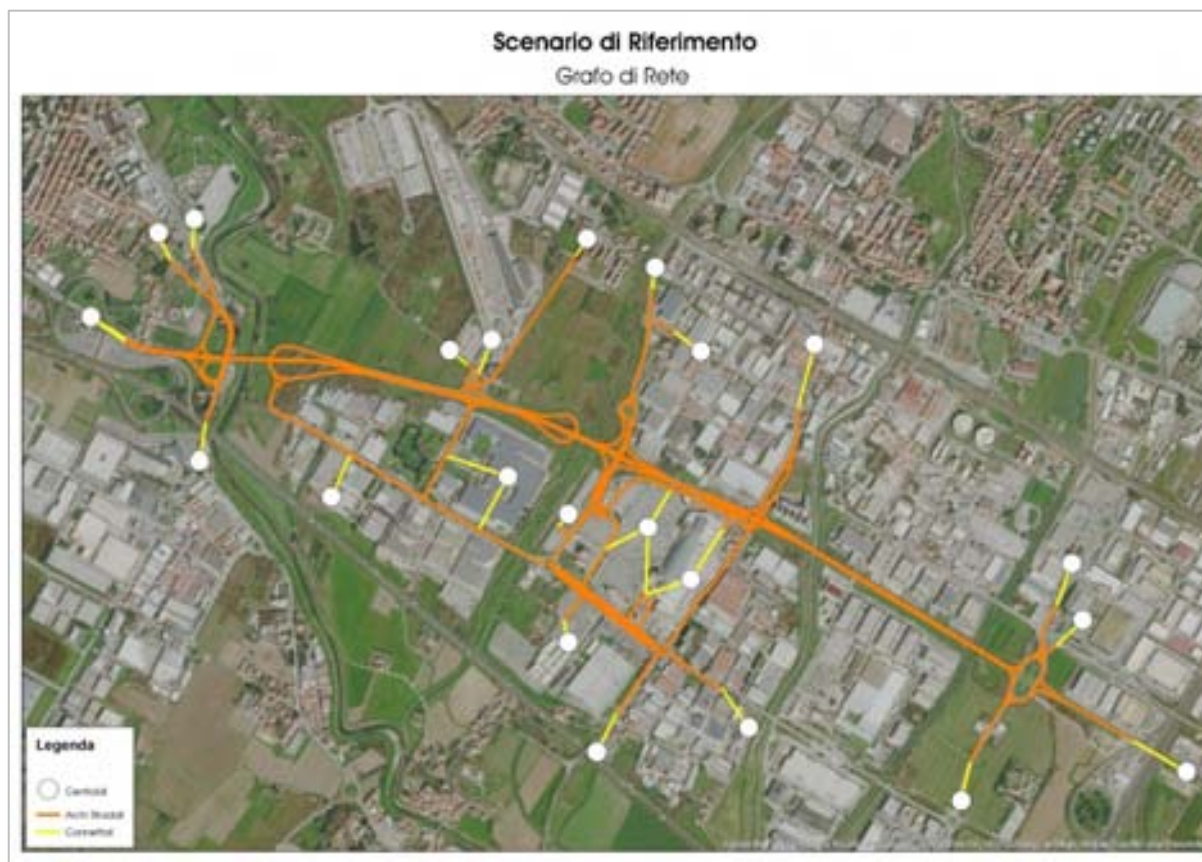 Scenario di Riferimento
Grafo di Rete
Legenda
Centroidi
Archi Stradali
Connettori